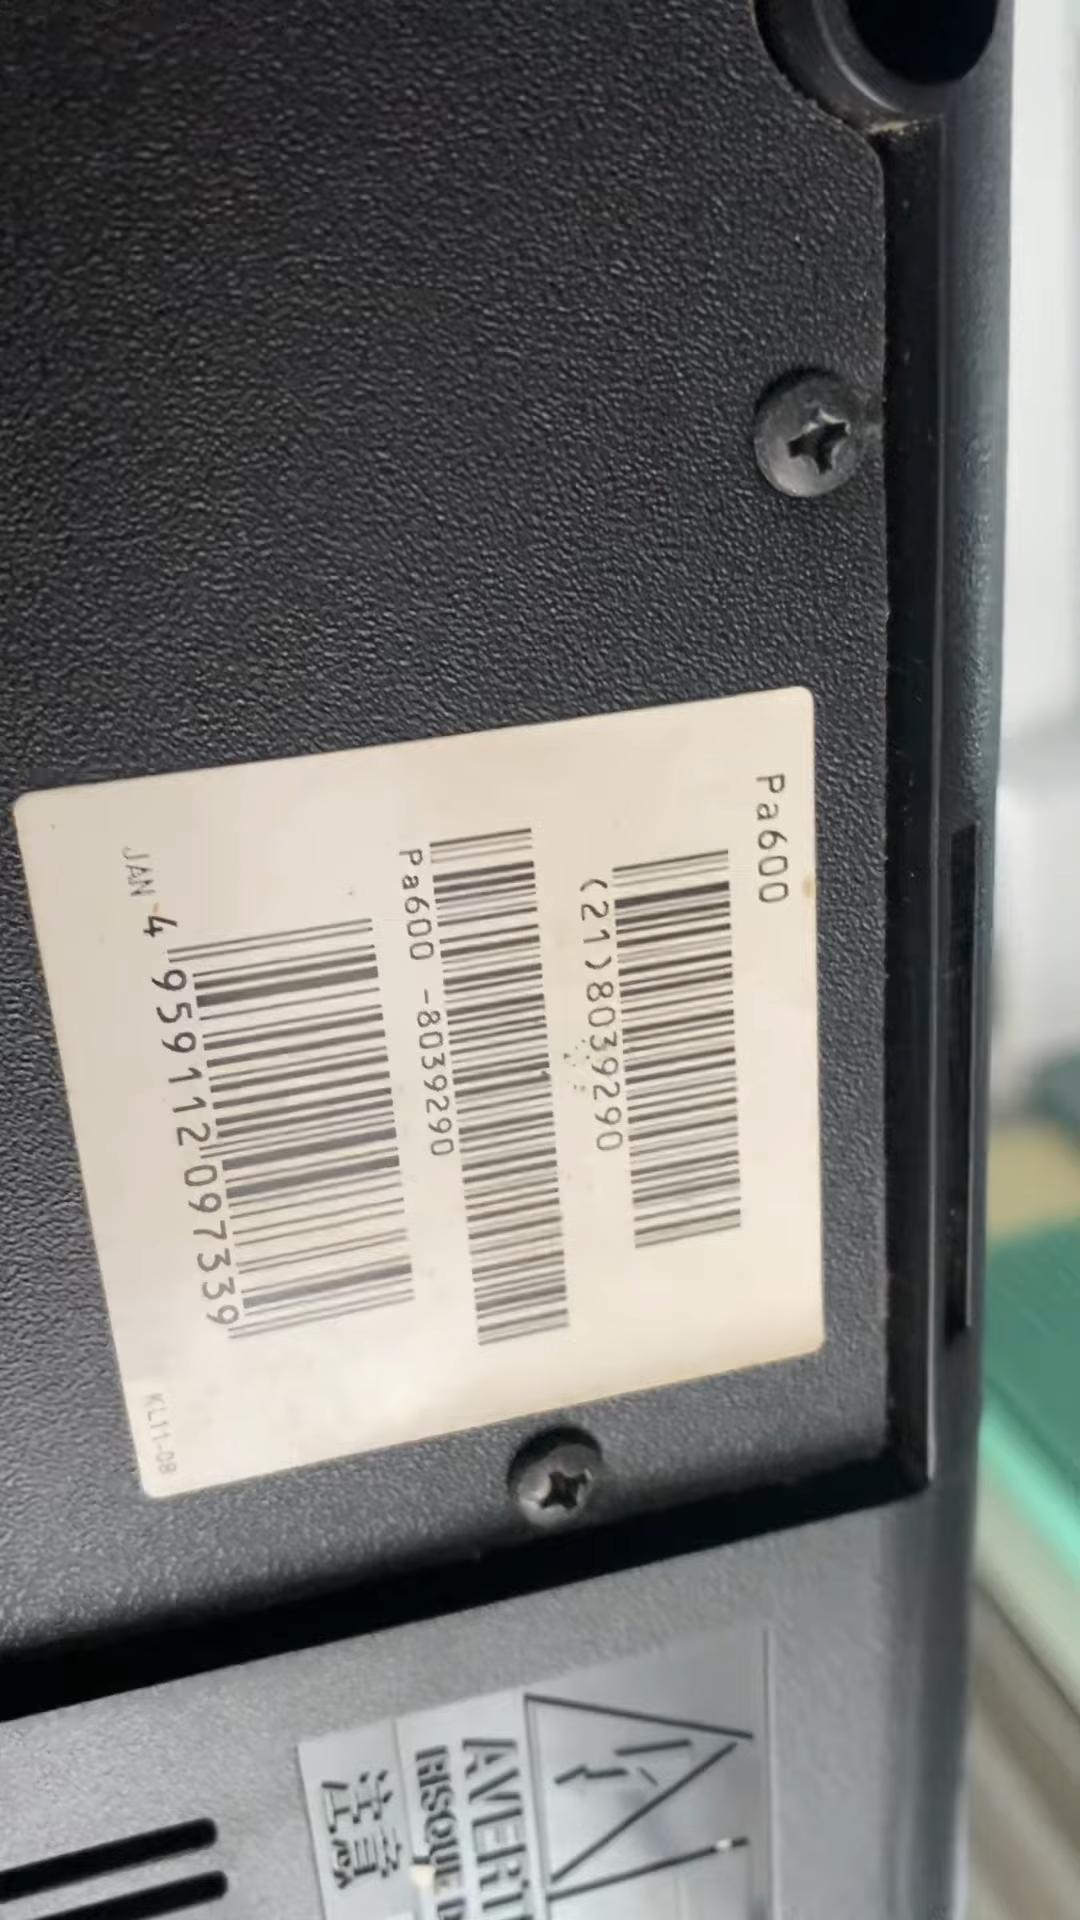 Pa600
(21)8039290
Pa600 -8039290
JAN 4 959112 097339
KL11-08
AVERT
RISQUE D
注意